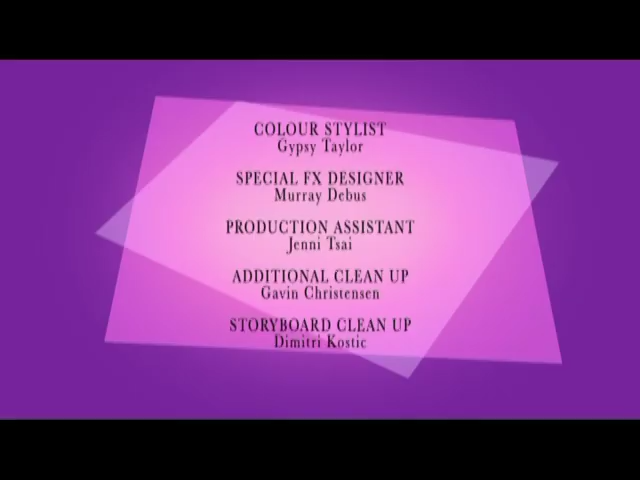 COLOUR STYLIST
Gypsy Taylor
SPECIAL FX DESIGNER
Murray Debus
PRODUCTION ASSISTANT
Jenni Tsai
ADDITIONAL CLEAN UP
Gavin Christensen
STORYBOARD CLEAN UP
Dimitri Kostic